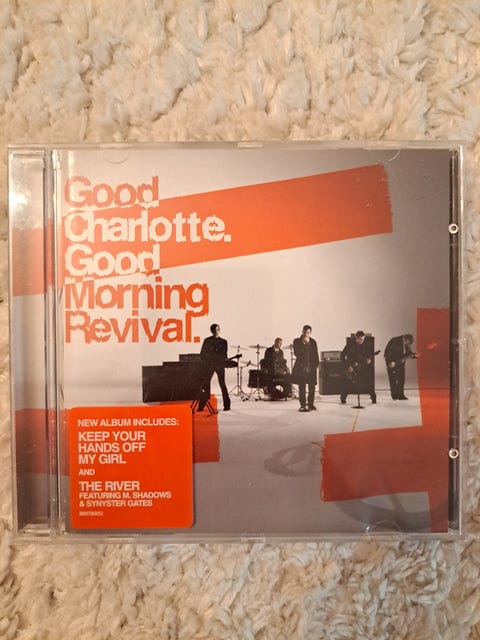 Good
Charlotte.
Good
Morning
Revival.
NEW ALBUM INCLUDES:
KEEP YOUR
HANDS OFF
MY GIRL
AND
THE RIVER
FEATURING M. SHADOWS
& SYNYSTER GATES